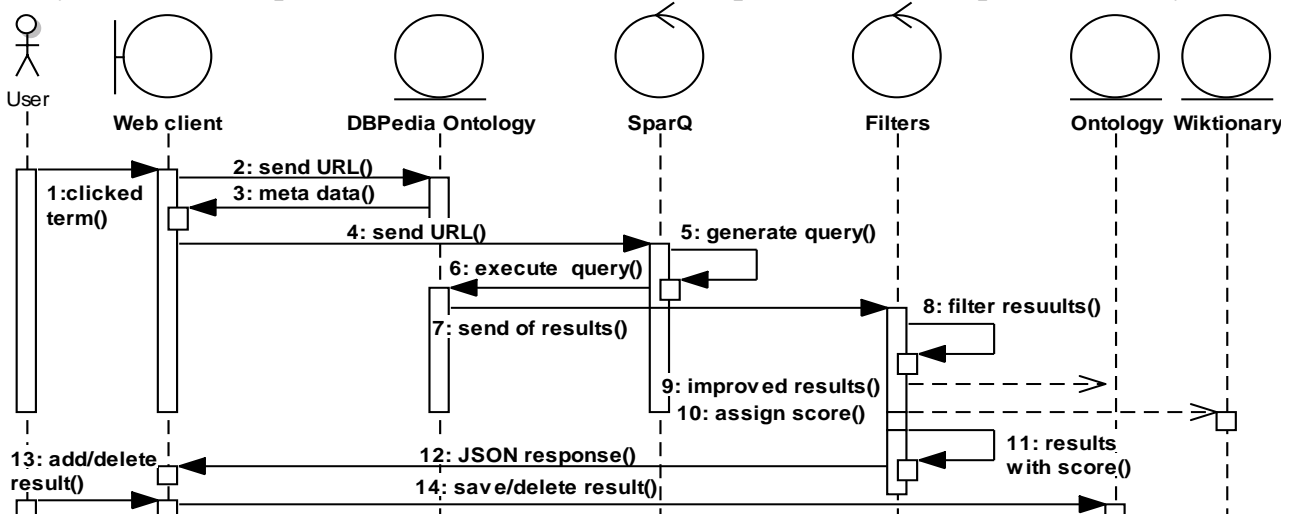 User
Web client
DBPedia Ontology
SparQ
Filters
Ontology
Wiktionary
1:clicked
term()
2: send URL()
3: meta data()
4: send URL()
5: generate query()
6: execute query()
7: send of results()
8: filter resuults()
9: improved results()
10: assign score()
11: results
with score()
12: JSON response()
13: add/delete
result()
14: save/delete result()